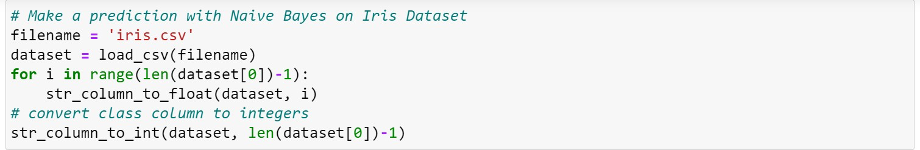 # Make a prediction with Naive Bayes on Iris Dataset
filename = 'iris.csv'
dataset = load_csv(filename)
for i in range(len(dataset[0])-1):
    str_column_to_float(dataset, i)
# convert class column to integers
str_column_to_int(dataset, len(dataset[0])-1)